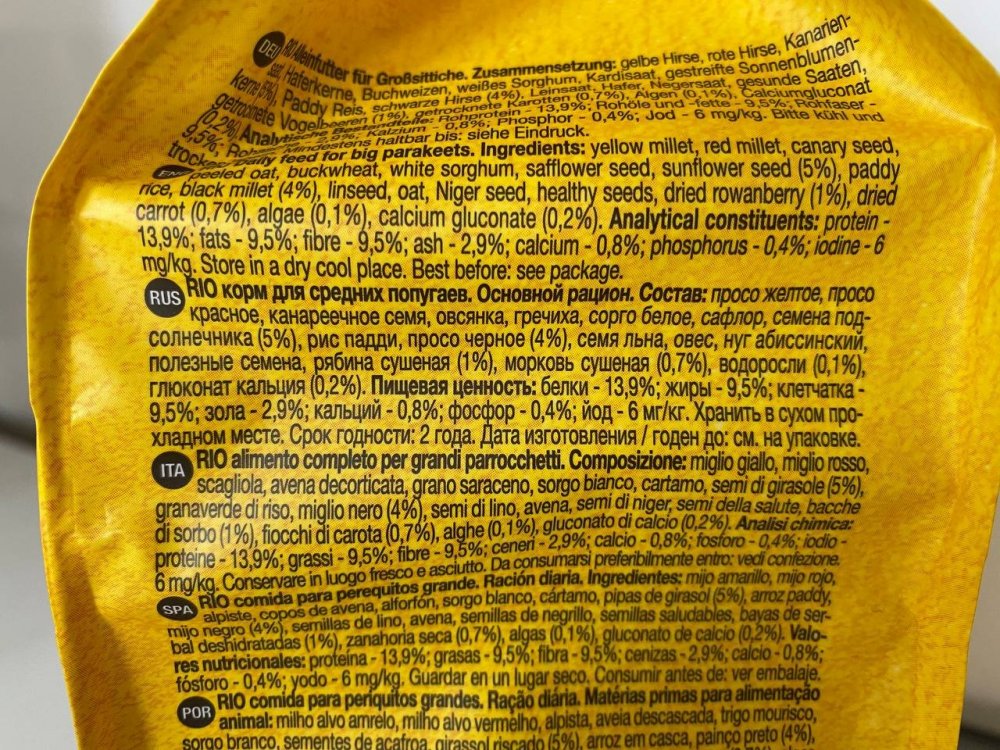 DEU RIO Alleinfutter für Großsittiche. Zusammensetzung: gelbe Hirse, rote Hirse, Kanarien-
saat, Haferkerne, Buchweizen, weißes Sorghum, Kardisaat, gestreifte Sonnenblumen-
kerne (5%), Paddy Reis, schwarze Hirse (4%), Leinsaat, Hafer, Negersaat, gesunde Saaten,
getrocknete Vogelbeeren (1%), getrocknete Karotten (0,7%), Algen (0,1%), Calciumgluconat
(0,2%). Analytische Bestandteile: Rohprotein - 13,9%; Rohöle und -fette - 9,5%; Rohfaser -
9,5%; Kalzium - 0,8%; Phosphor - 0,4%; Jod - 6 mg/kg. Bitte kühl und
trocken Mindestens haltbar bis: siehe Eindruck.
feed for big parakeets. Ingredients: yellow millet, red millet, canary seed,
peeled oat, buckwheat, white sorghum, safflower seed, sunflower seed (5%), paddy
rice, black millet (4%), linseed, oat, Niger seed, healthy seeds, dried rowanberry (1%), dried
carrot (0,7%), algae (0,1%), calcium gluconate (0,2%). Analytical constituents: protein -
13,9%; fats - 9,5%; fibre - 9,5%; ash - 2,9%; calcium - 0,8%; phosphorus - 0,4%; iodine - 6
mg/kg. Store in a dry cool place. Best before: see package.
RUS RIO корм для средних попугаев. Основной рацион. Состав: просо желтое, просо
красное, канареечное семя, овсянка, гречиха, сорго белое, сафлор, семена под-
солнечника (5%), рис падди, просо черное (4%), семя льна, овес, нуг абиссинский,
полезные семена, рябина сушеная (1%), морковь сушеная (0,7%), водоросли (0,1%),
глюконат кальция (0,2%). Пищевая ценность: белки - 13,9%; жиры - 9,5%; клетчатка -
9,5%; зола - 2,9%; кальций - 0,8%; фосфор - 0,4%; йод - 6 мг/кг. Хранить в сухом про-
хладном месте. Срок годности: 2 года. Дата изготовления / годен до: см. на упаковке.
ITA RIO alimento completo per grandi parrocchetti. Composizione: miglio giallo, miglio rosso,
scagliola, avena decorticata, grano saraceno, sorgo bianco, cartamo, semi di girasole (5%),
granaverde di riso, miglio nero (4%), semi di lino, avena, semi di niger, semi della salute, bacche
di sorbo (1%), fiocchi di carota (0,7%), alghe (0,1%), gluconato di calcio (0,2%). Analisi chimica:
proteine - 13,9%; grassi - 9,5%; fibre - 9,5%; ceneri - 2,9%; calcio - 0,8%; fosforo - 0,4%; iodio -
6 mg/kg. Conservare in luogo fresco e asciutto. Da consumarsi preferibilmente entro: vedi confezione.
SPA RIO comida para perequitos grande. Ración diaria. Ingredientes: mijo amarillo, mijo rojo,
alpiste, copos de avena, alforfón, sorgo blanco, cártamo, pipas de girasol (5%), arroz paddy,
mijo negro (4%), semillas de lino, avena, semillas de negrillo, semillas saludables, bayas de ser-
bal deshidratadas (1%), zanahoria seca (0,7%), algas (0,1%), gluconato de calcio (0,2%). Valo-
res nutricionales: proteina - 13,9%; grasas - 9,5%; fibra - 9,5%; cenizas - 2,9%; calcio - 0,8%;
fósforo - 0,4%; yodo - 6 mg/kg. Guardar en un lugar seco. Consumir antes de: ver embalaje.
POR RIO comida para periquitos grandes. Ração diária. Matérias primas para alimentação
animal: milho alvo amrelo, milho alvo vermelho, alpista, aveia descascada, trigo mourisco,
sorgo branco, sementes de açafroa, girassol riscado (5%), arroz em casca, painço preto (4%),